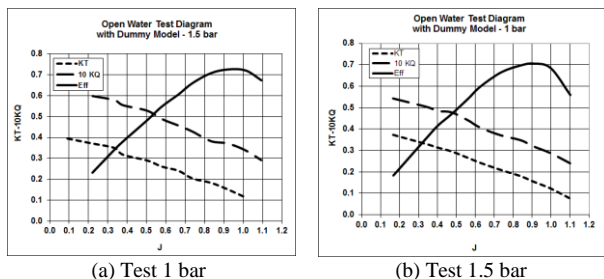 Open Water Test Diagram
with Dummy Model - 1.5 bar
KT-10KQ
0.8
0.7
0.6
0.5
0.4
0.3
0.2
0.1
0.0
KT
10 KQ
Eff
0.0 0.1 0.2 0.3 0.4 0.5 0.6 0.7 0.8 0.9 1.0 1.1 1.2
J
(a) Test 1 bar
Open Water Test Diagram
with Dummy Model - 1 bar
KT-10KQ
0.8
0.7
0.6
0.5
0.4
0.3
0.2
0.1
0.0
KT
10 KQ
Eff
0.0 0.1 0.2 0.3 0.4 0.5 0.6 0.7 0.8 0.9 1.0 1.1 1.2
J
(b) Test 1.5 bar